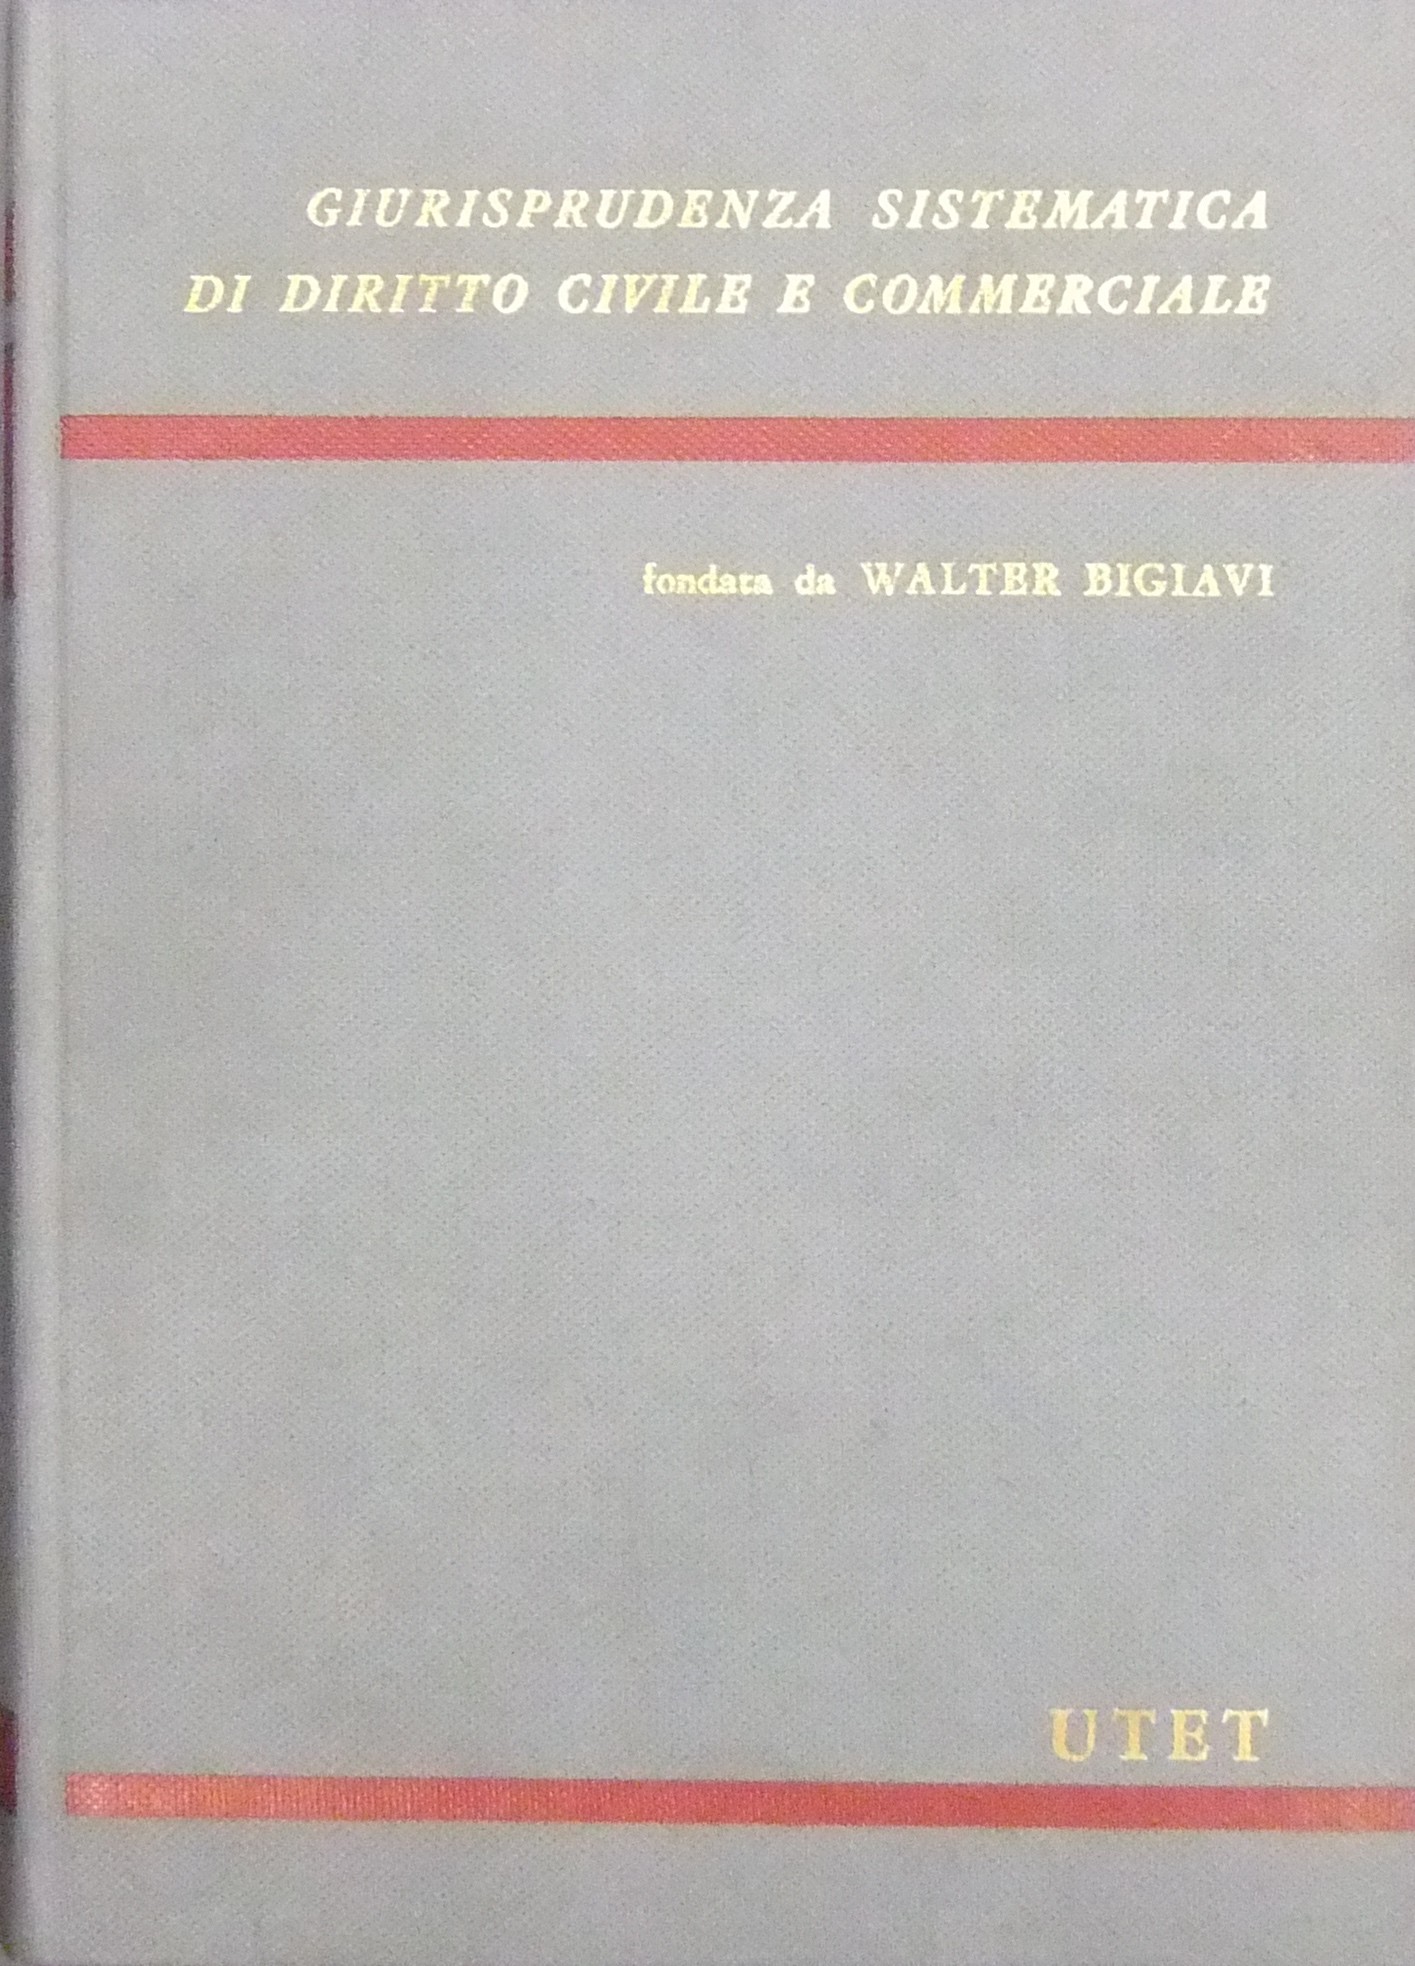 GIURISPRUDENZA SISTEMATICA
DI DIRITTO CIVILE E COMMERCIALE
fondata da WALTER BIGIAVI
UTET